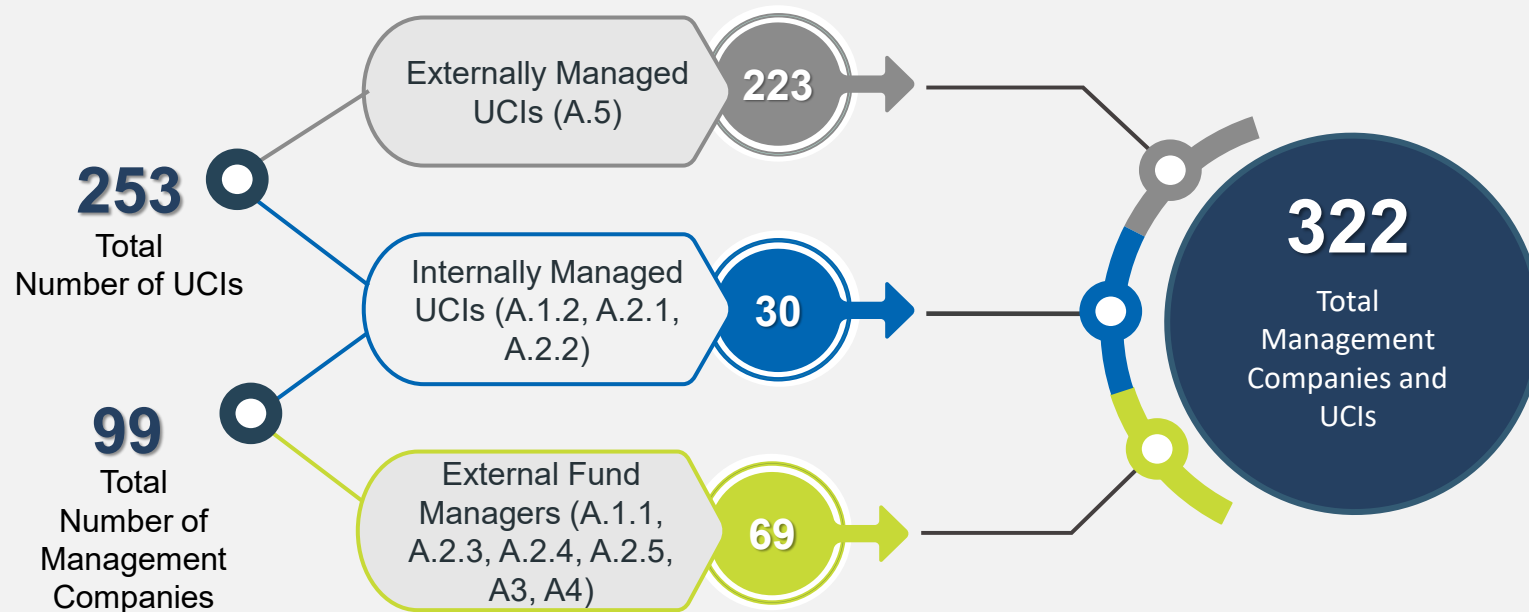 253
Total
Number of UCIs
99
Total
Number of
Management
Companies
Externally Managed
UCIs (A.5)
223
Internally Managed
UCIs (A.1.2, A.2.1,
A.2.2)
30
External Fund
Managers (A.1.1,
A.2.3, A.2.4, A.2.5,
A3, A4)
69
322
Total
Management
Companies and
UCIs